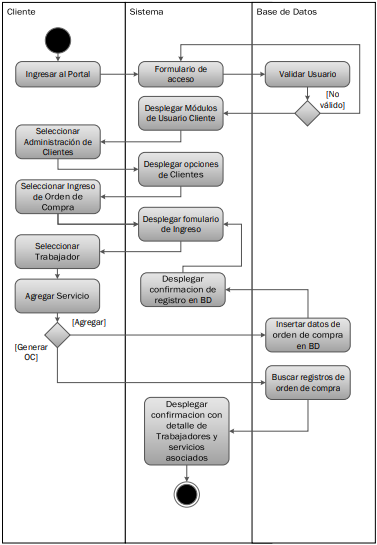 Cliente
Sistema
Base de Datos
Ingresar al Portal
Formulario de
acceso
Validar Usuario
[No
válido]
Desplegar Módulos
de Usuario Cliente
Seleccionar
Administración de
Clientes
Desplegar opciones
de Clientes
Seleccionar Ingreso
de Orden de
Compra
Desplegar fomulario
de Ingreso
Seleccionar
Trabajador
Desplegar
confirmacion de
registro en BD
Agregar Servicio
[Agregar]
[Generar
OC]
Insertar datos de
orden de compra
en BD
Buscar registros de
orden de compra
Desplegar
confirmacion con
detalle de
Trabajadores y
servicios
asociados